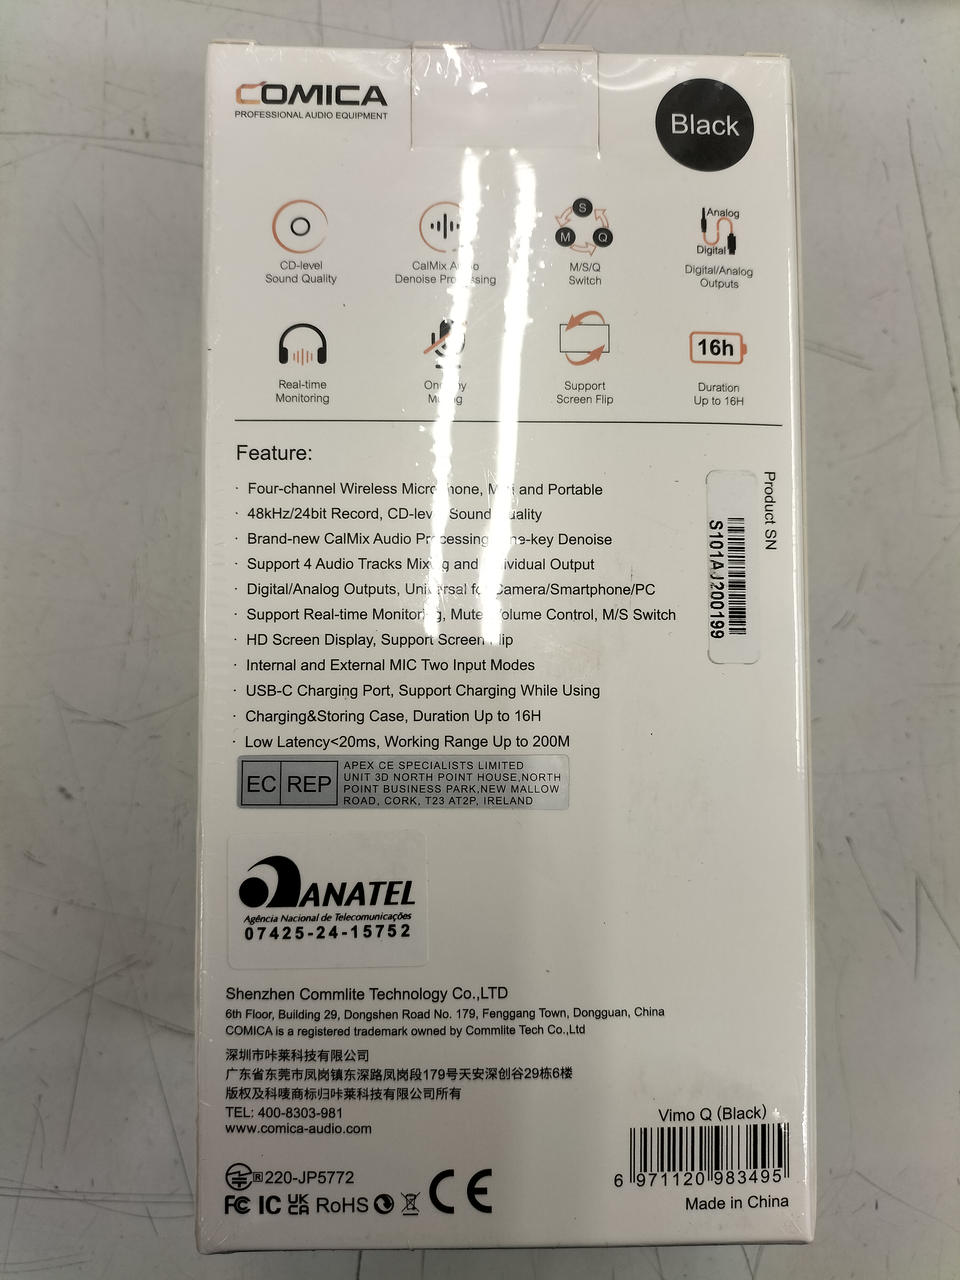 COMICA
PROFESSIONAL AUDIO EQUIPMENT
Black
CD-level
Sound Quality
CalMix
Denoise
S
M
Q
M/S/Q
Switch
Analog
Digital
Digital/Analog
Outputs
Real-time
Monitoring
Support
Screen Flip
16h
Duration
Up to 16H
Feature:
· Four-channel Wireless and Portable
· 48kHz/24bit Record, Sound
· Brand-new CalMix Audio Denoise
· Support 4 Audio Tracks and Output
· Digital/Analog Outputs, Camera/Smartphone/PC
· Support Real-time Mute, Control, M/S Switch
· HD Screen Display, Support Screen
· Internal and External MIC Two Input Modes
· USB-C Charging Port, Support Charging While Using
· Charging&Storing Case, Duration Up to 16H
· Low Latency<20ms, Working Range Up to 200M
Product SN
S101AJ200199
EC REP
APEX CE SPECIALISTS LIMITED
UNIT 3D NORTH POINT HOUSE,NORTH
POINT BUSINESS PARK,NEW MALLOW
ROAD, CORK, T23 AT2P, IRELAND
ANATEL
Agência Nacional de Telecomunicações
07425-24-15752
Shenzhen Commlite Technology Co.,LTD
6th Floor, Building 29, Dongshen Road No. 179, Fenggang Town, Dongguan, China
COMICA is a registered trademark owned by Commlite Tech Co.,Ltd
深圳市咔莱科技有限公司
广东省东莞市凤岗镇东深路凤岗段179号天安深创谷29栋6楼
版权及科唛商标归咔莱科技有限公司所有
TEL: 400-8303-981
www.comica-audio.com
R 220-JP5772
FC IC UK CA RoHS CE
Vimo Q (Black)
6 971120 983495
Made in China